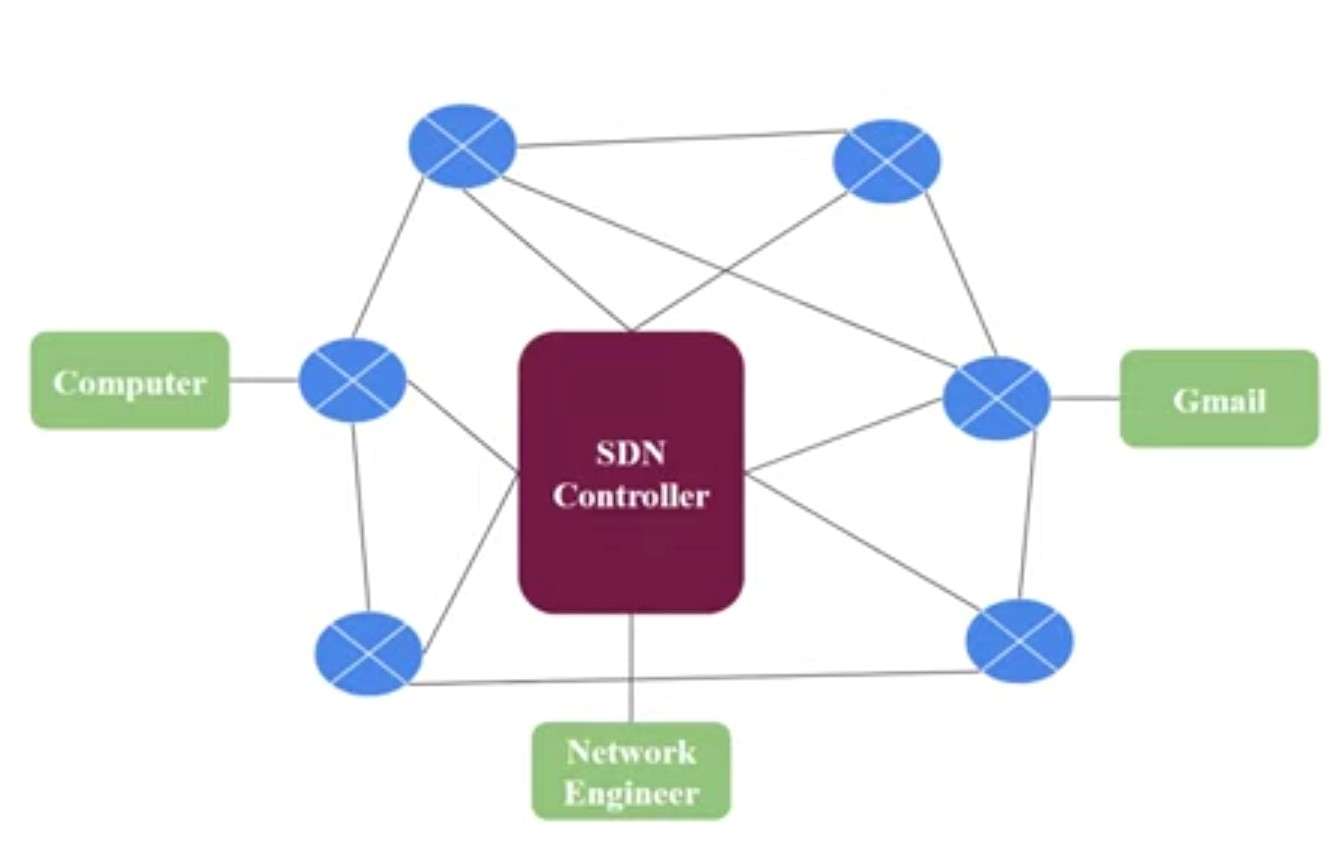 Computer
SDN
Controller
Gmail
Network
Engineer